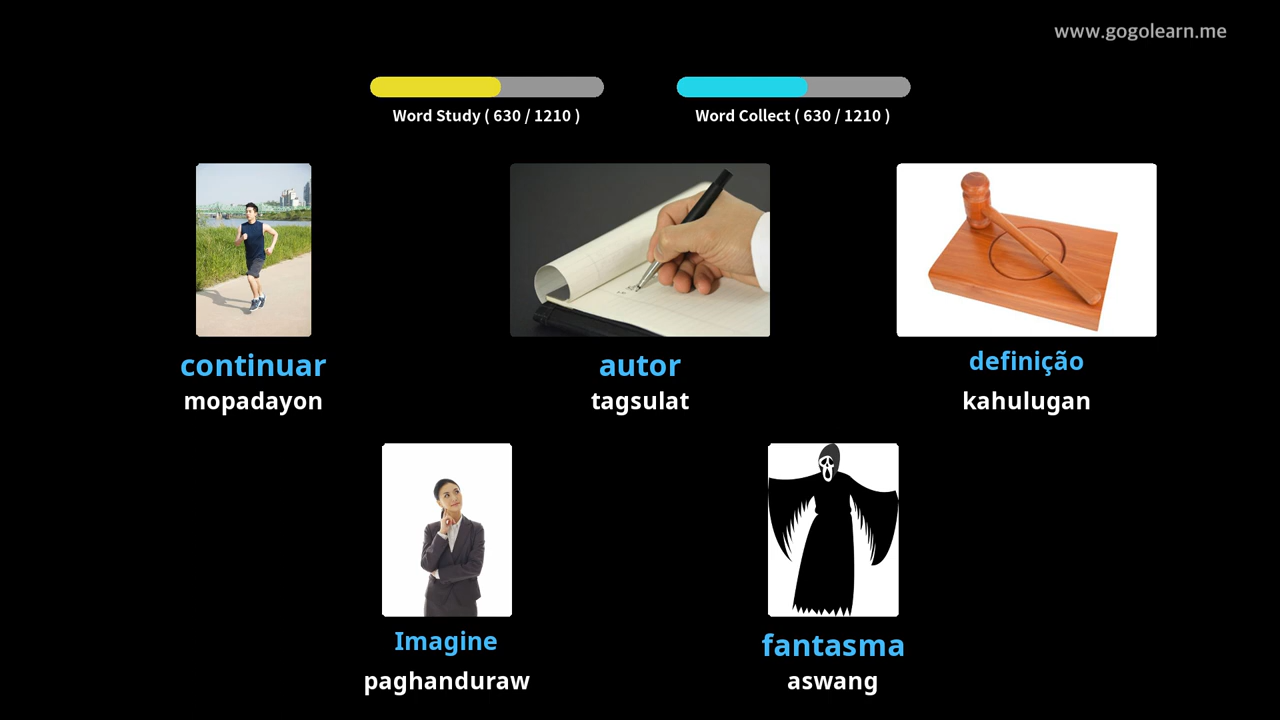 www.gogolearn.me
Word Study ( 630 / 1210 )
Word Collect ( 630 / 1210 )
continuar
mopadayon
autor
tagsulat
definição
kahulugan
Imagine
paghanduraw
fantasma
aswang